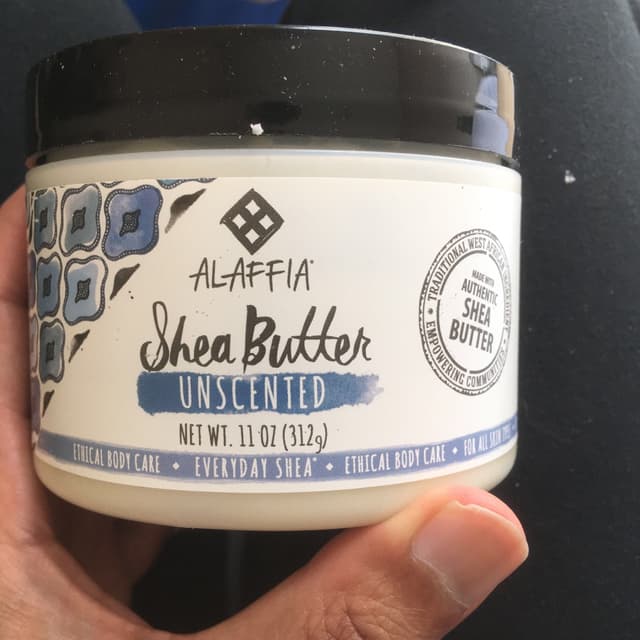 ALAFFIA
Shea Butter
UNSCENTED
NET WT. 11 OZ (312g)
ETHICAL BODY CARE • EVERYDAY SHEA® • ETHICAL BODY CARE • FOR ALL SKIN
TRADITIONAL WEST AFRICAN
MADE WITH
AUTHENTIC
SHEA
BUTTER
• EMPOWERING COMMUNITIES •